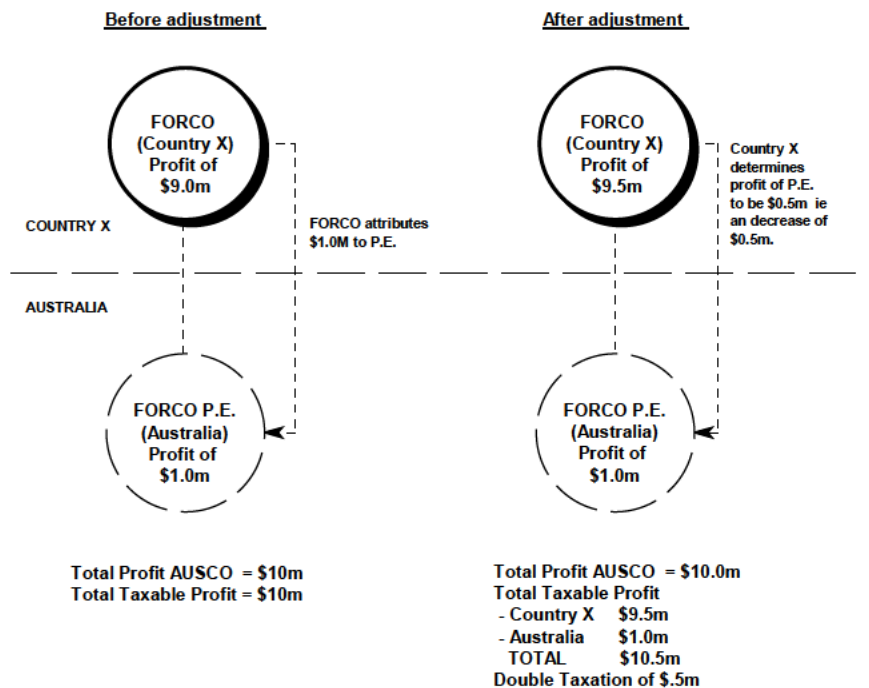 Before adjustment
FORCO
(Country X)
Profit of
$9.0m
COUNTRY X
FORCO attributes
$1.0M to P.E.
AUSTRALIA
FORCO P.E.
(Australia)
Profit of
$1.0m
Total Profit AUSCO = $10m
Total Taxable Profit = $10m
After adjustment
FORCO
(Country X)
Profit of
$9.5m
Country X
determines
profit of P.E.
to be $0.5m ie
an decrease of
$0.5m.
FORCO P.E.
(Australia)
Profit of
$1.0m
Total Profit AUSCO = $10.0m
Total Taxable Profit
- Country X $9.5m
- Australia $1.0m
TOTAL $10.5m
Double Taxation of $.5m